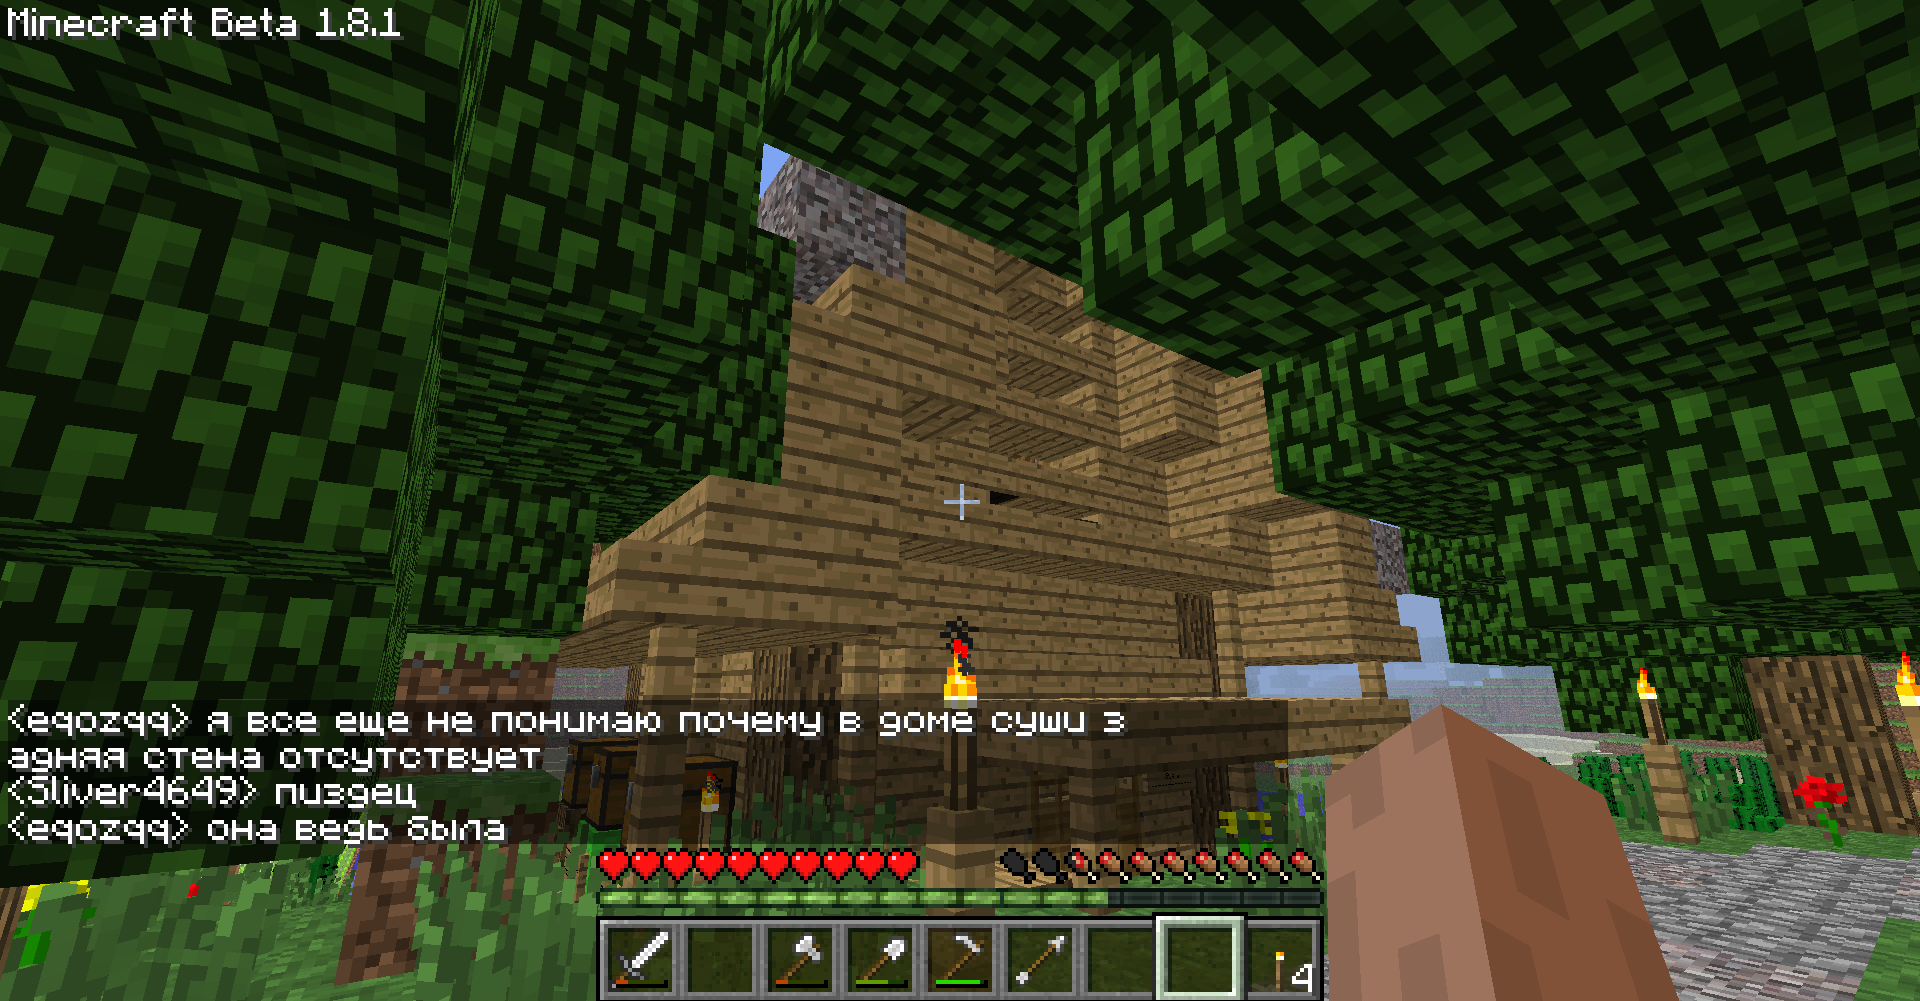 Minecraft Beta 1.8.1
<eqozqq> я все еще не понимаю почему в доме суши з
адняя стена отсутствует
<Sliver4649> пиздец
<eqozqq> она ведь была
4